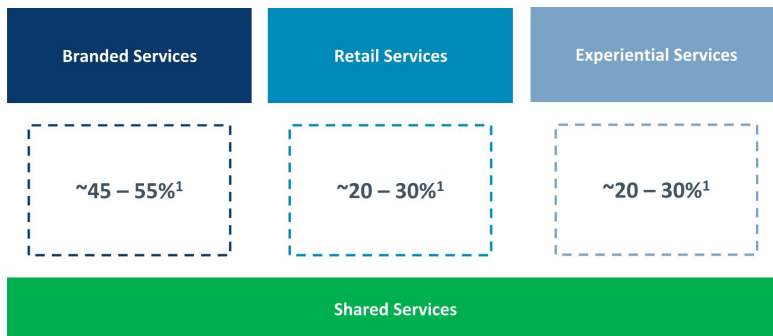 Branded Services
Retail Services
Experiential Services
~45 – 55%¹
~20 – 30%¹
~20 – 30%¹
Shared Services